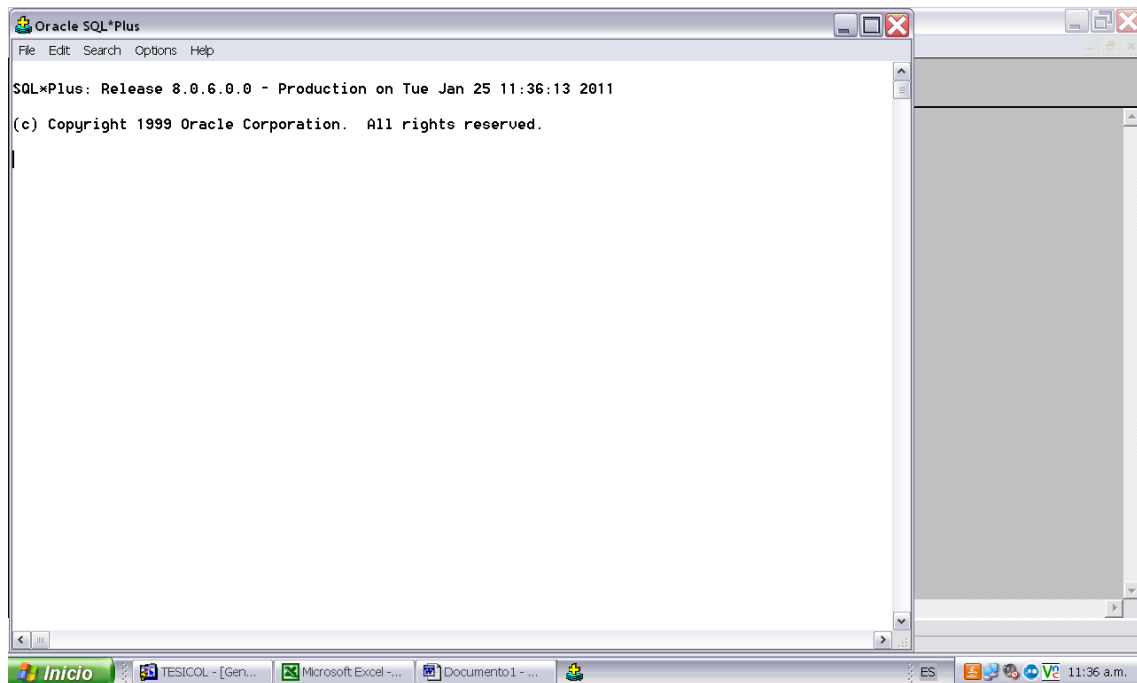 Oracle SQL*Plus
File Edit Search Options Help
SQL*Plus: Release 8.0.6.0.0 - Production on Tue Jan 25 11:36:13 2011
(c) Copyright 1999 Oracle Corporation.  All rights reserved.
Inicio TESICOL - [Gen... Microsoft Excel -... Documento1 - ... ES 11:36 a.m.